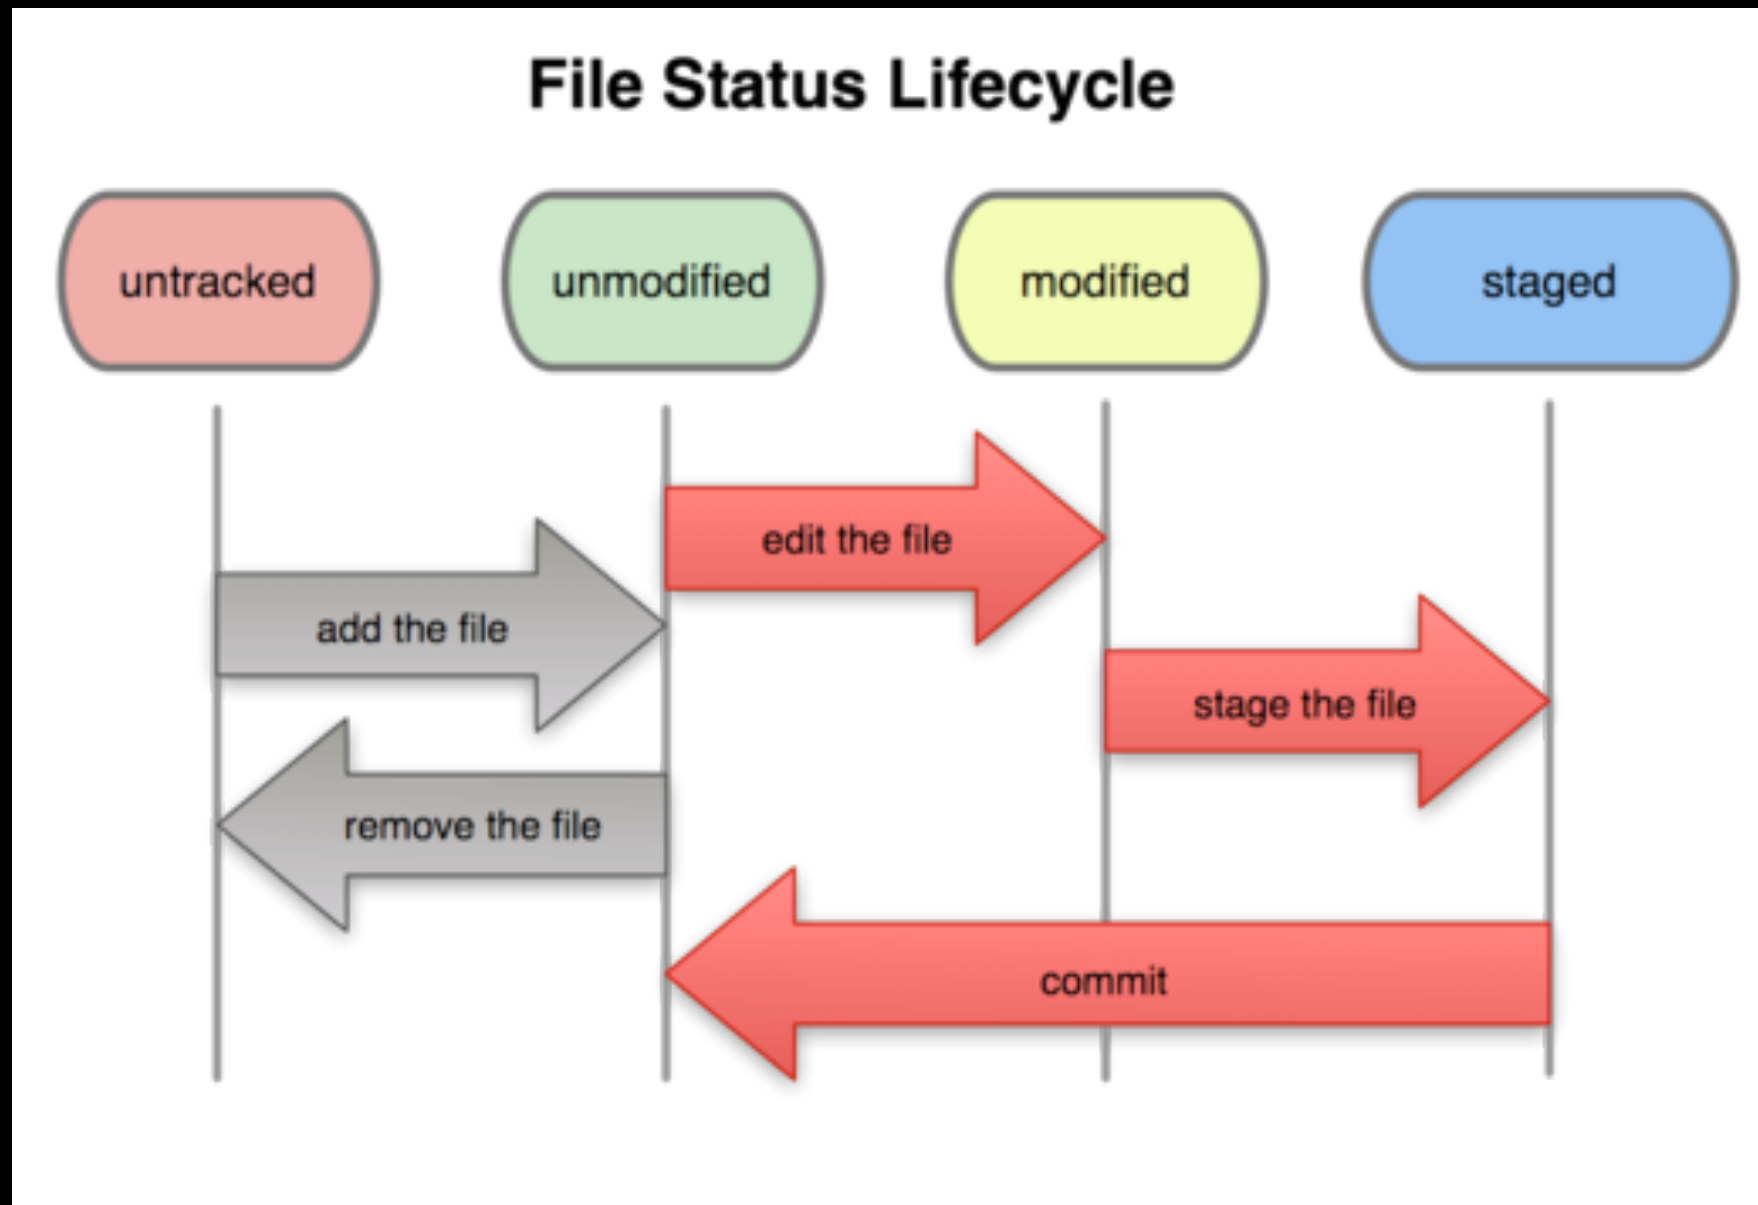 File Status Lifecycle
untracked
unmodified
modified
staged
edit the file
add the file
stage the file
remove the file
commit